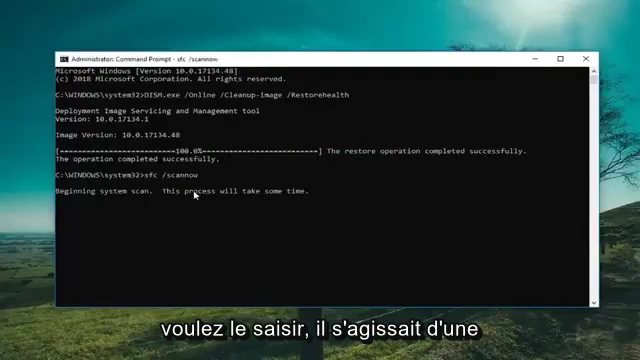 Administrator: Command Prompt - sfc /scannow
Microsoft Windows [Version 10.0.17134.48]
(c) 2018 Microsoft Corporation. All rights reserved.
C:\WINDOWS\system32>DISM.exe /Online /Cleanup-image /Restorehealth
Deployment Image Servicing and Management tool
Version: 10.0.17134.1
Image Version: 10.0.17134.48
[==========================100.0%==========================] The restore operation completed successfully.
The operation completed successfully.
C:\WINDOWS\system32>sfc /scannow
Beginning system scan.  This process will take some time.
voulez le saisir, il s'agissait d'une